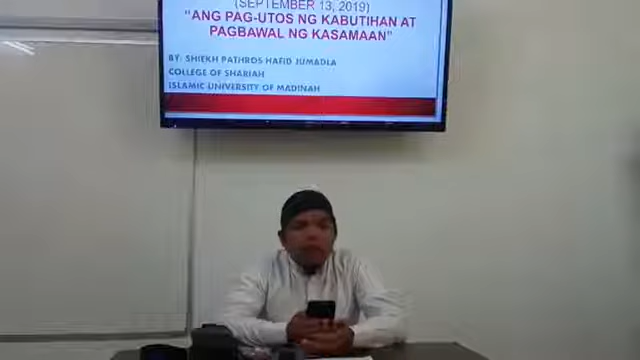 (SEPTEMBER 13, 2019)
"ANG PAG-UTOS NG KABUTIHAN AT
PAGBAWAL NG KASAMAAN"
BY: SHIEKH PATHROS HAFID JUMADLA
COLLEGE OF SHARIAH
ISLAMIC UNIVERSITY OF MADINAH